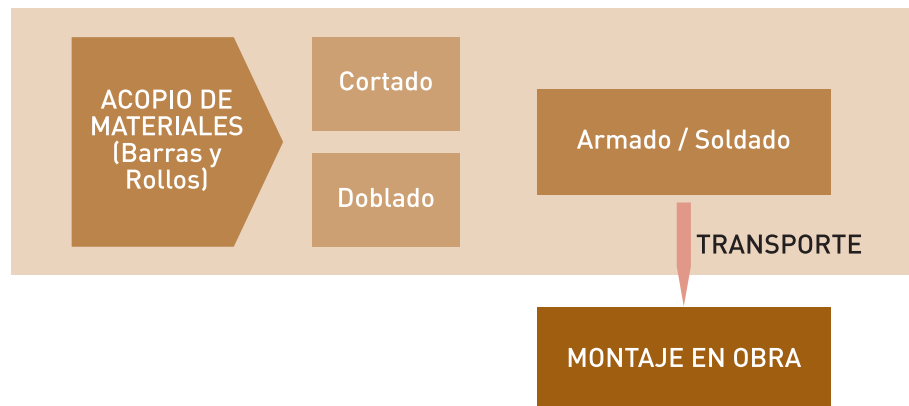 ACOPIO DE
MATERIALES
(Barras y
Rollos)
Cortado
Doblado
Armado / Soldado
TRANSPORTE
MONTAJE EN OBRA